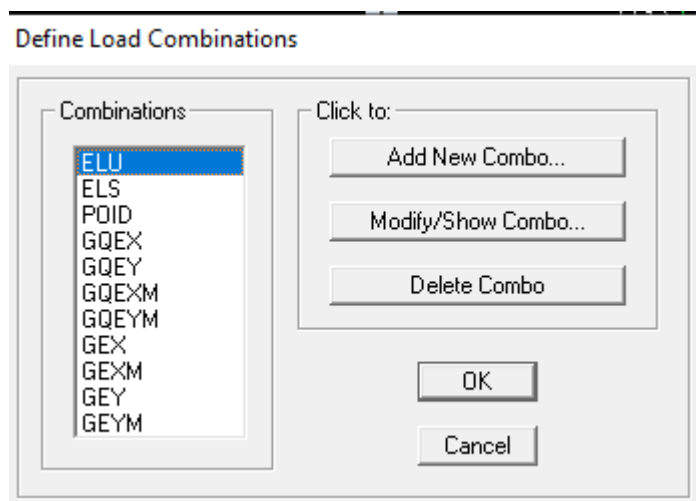 Define Load Combinations
Combinations
ELU
ELS
POID
GQEX
GQEY
GQEXM
GQEYM
GEX
GEXM
GEY
GEYM
Click to:
Add New Combo...
Modify/Show Combo...
Delete Combo
OK
Cancel